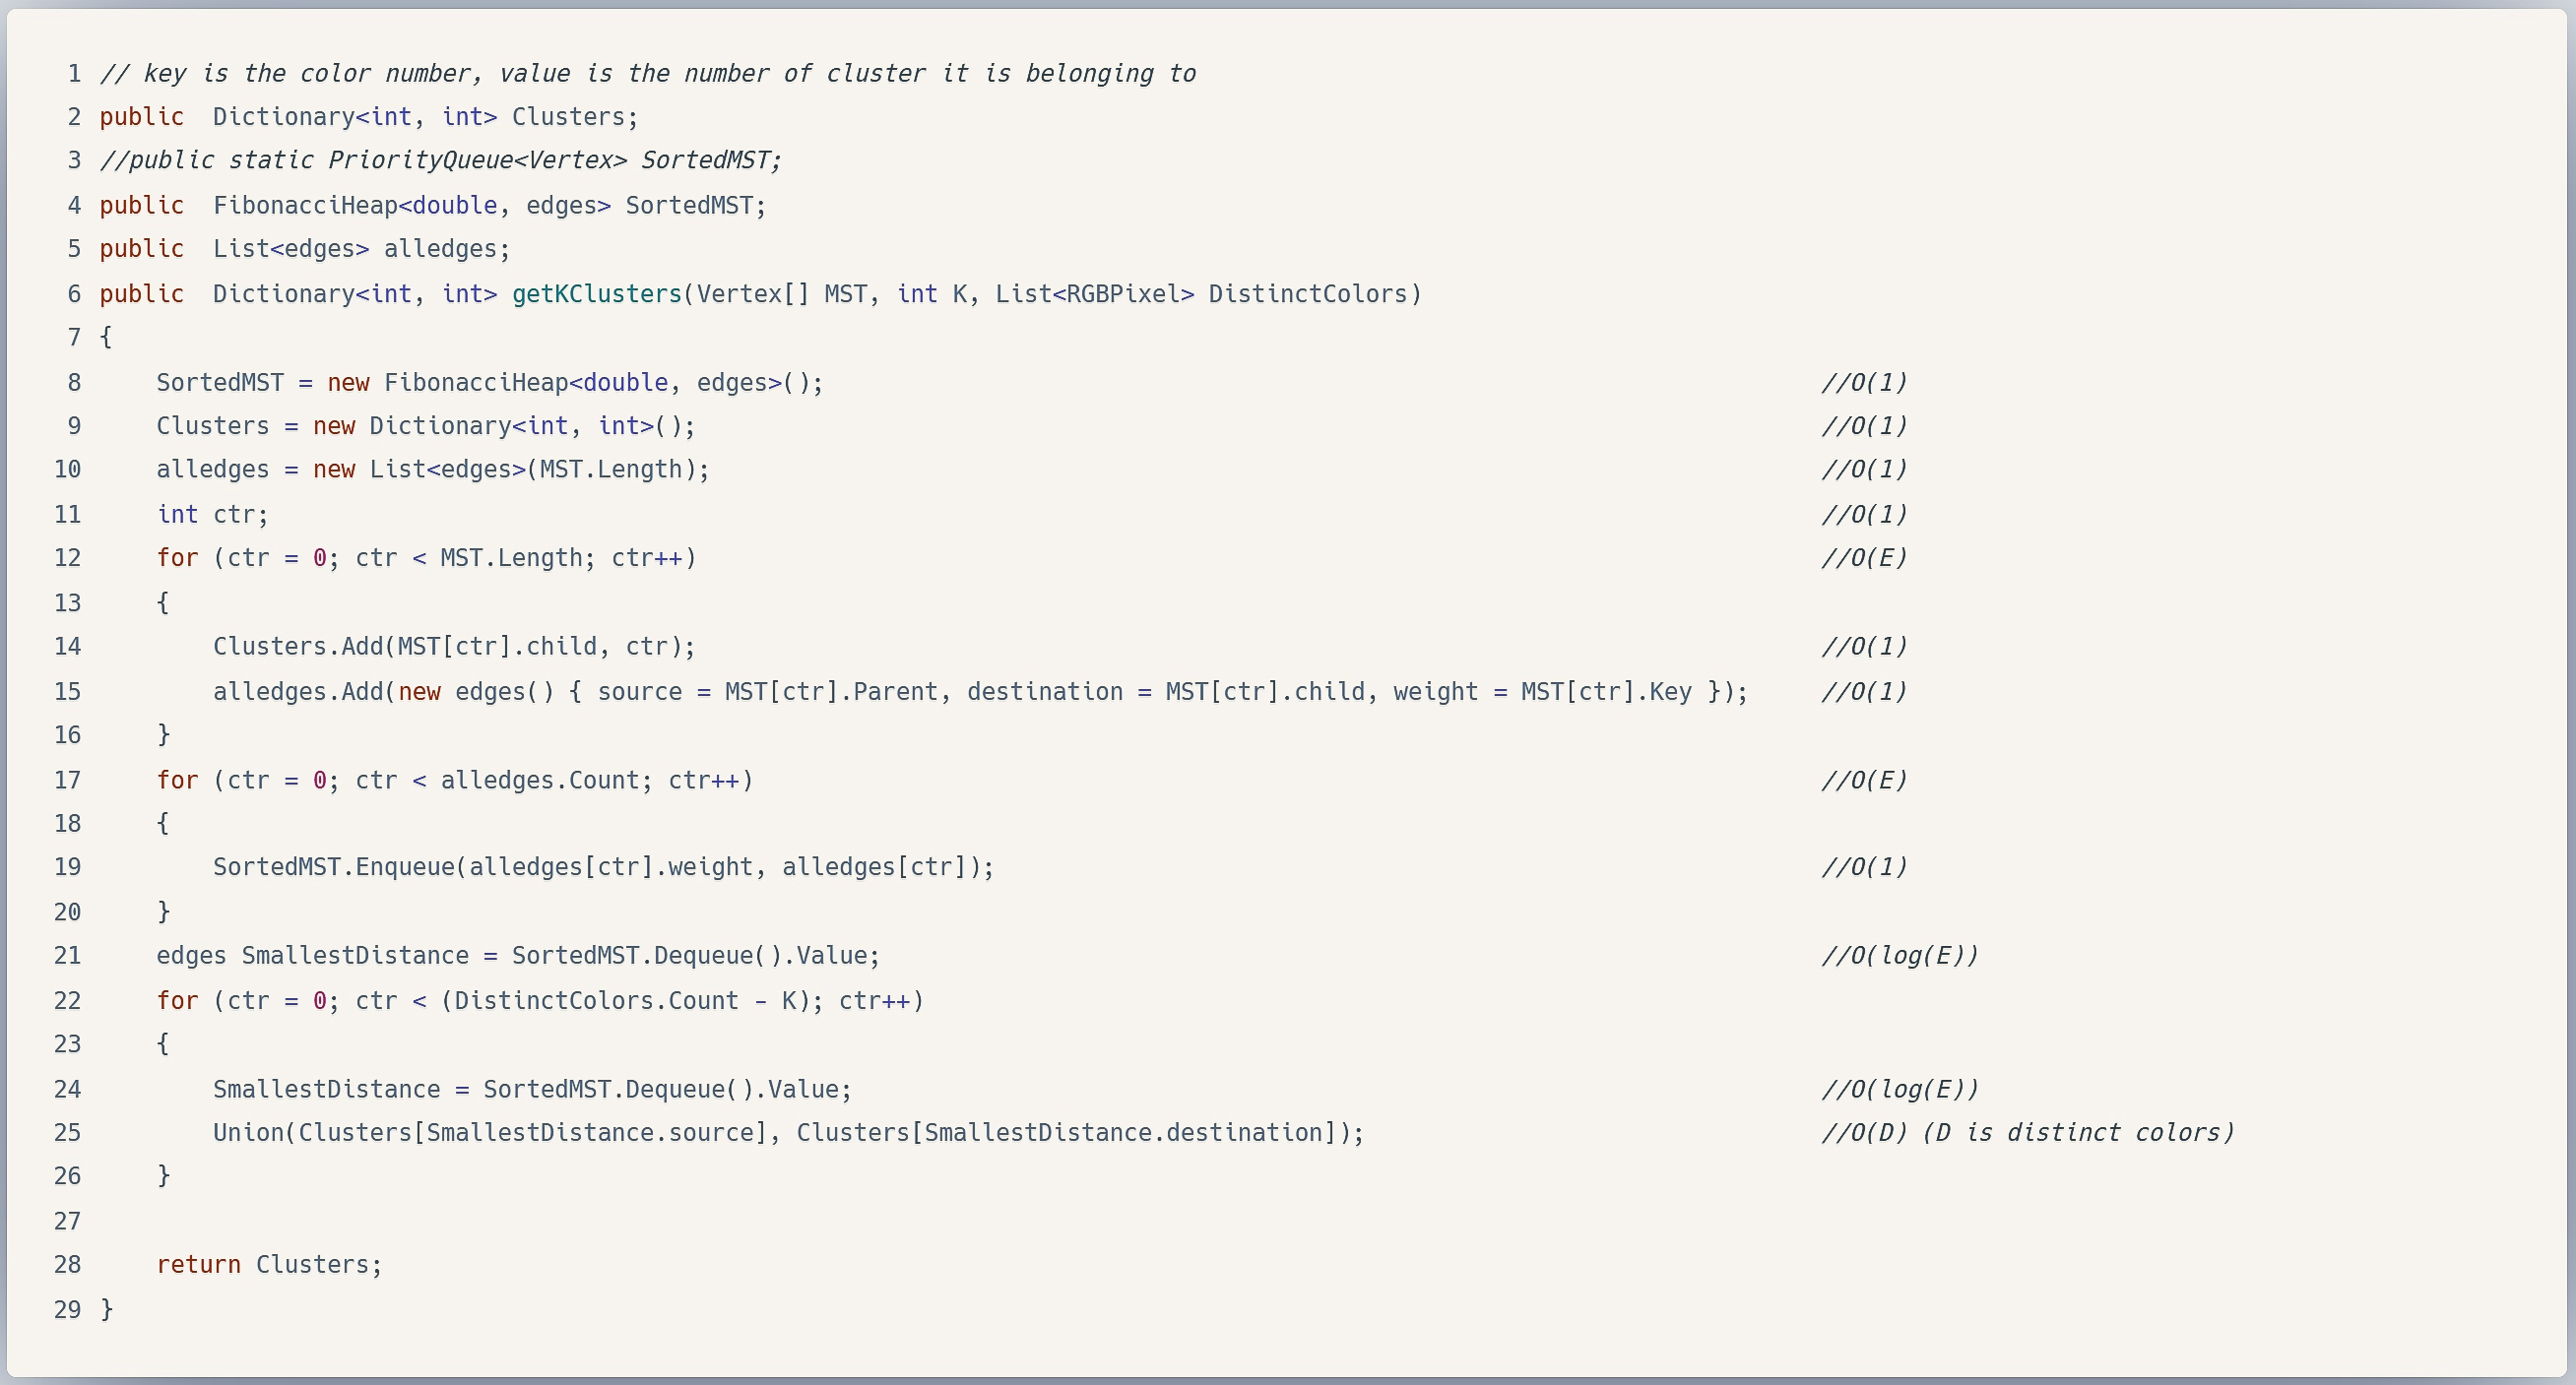 1 // key is the color number, value is the number of cluster it is belonging to
2 public  Dictionary<int, int> Clusters;
3 //public static PriorityQueue<Vertex> SortedMST;
4 public  FibonacciHeap<double, edges> SortedMST;
5 public  List<edges> alledges;
6 public  Dictionary<int, int> getKClusters(Vertex[] MST, int K, List<RGBPixel> DistinctColors)
7 {
8     SortedMST = new FibonacciHeap<double, edges>(); //O(1)
9     Clusters = new Dictionary<int, int>(); //O(1)
10     alledges = new List<edges>(MST.Length); //O(1)
11     int ctr; //O(1)
12     for (ctr = 0; ctr < MST.Length; ctr++) //O(E)
13     {
14         Clusters.Add(MST[ctr].child, ctr); //O(1)
15         alledges.Add(new edges() { source = MST[ctr].Parent, destination = MST[ctr].child, weight = MST[ctr].Key }); //O(1)
16     }
17     for (ctr = 0; ctr < alledges.Count; ctr++) //O(E)
18     {
19         SortedMST.Enqueue(alledges[ctr].weight, alledges[ctr]); //O(1)
20     }
21     edges SmallestDistance = SortedMST.Dequeue().Value; //O(log(E))
22     for (ctr = 0; ctr < (DistinctColors.Count - K); ctr++)
23     {
24         SmallestDistance = SortedMST.Dequeue().Value; //O(log(E))
25         Union(Clusters[SmallestDistance.source], Clusters[SmallestDistance.destination]); //O(D) (D is distinct colors)
26     }
27
28     return Clusters;
29 }